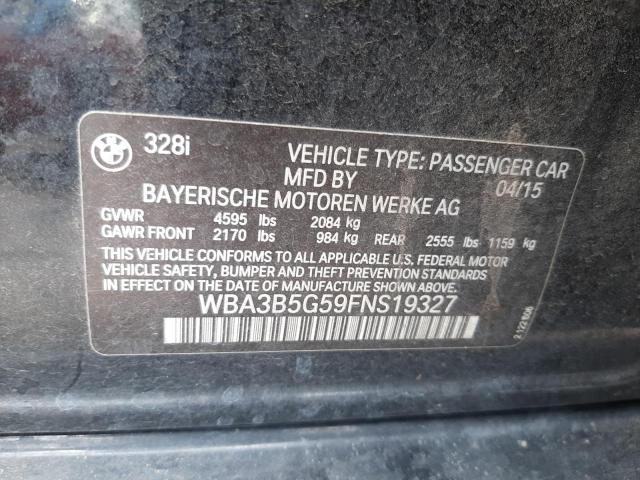 BMW 328i VEHICLE TYPE: PASSENGER CAR
MFD BY 04/15
BAYERISCHE MOTOREN WERKE AG
GVWR 4595 lbs 2084 kg
GAWR FRONT 2170 lbs 984 kg REAR 2555 lbs 1159 kg
THIS VEHICLE CONFORMS TO ALL APPLICABLE U.S. FEDERAL MOTOR
VEHICLE SAFETY, BUMPER AND THEFT PREVENTION STANDARDS
IN EFFECT ON THE DATE OF MANUFACTURE SHOWN ABOVE.
WBA3B5G59FNS19327